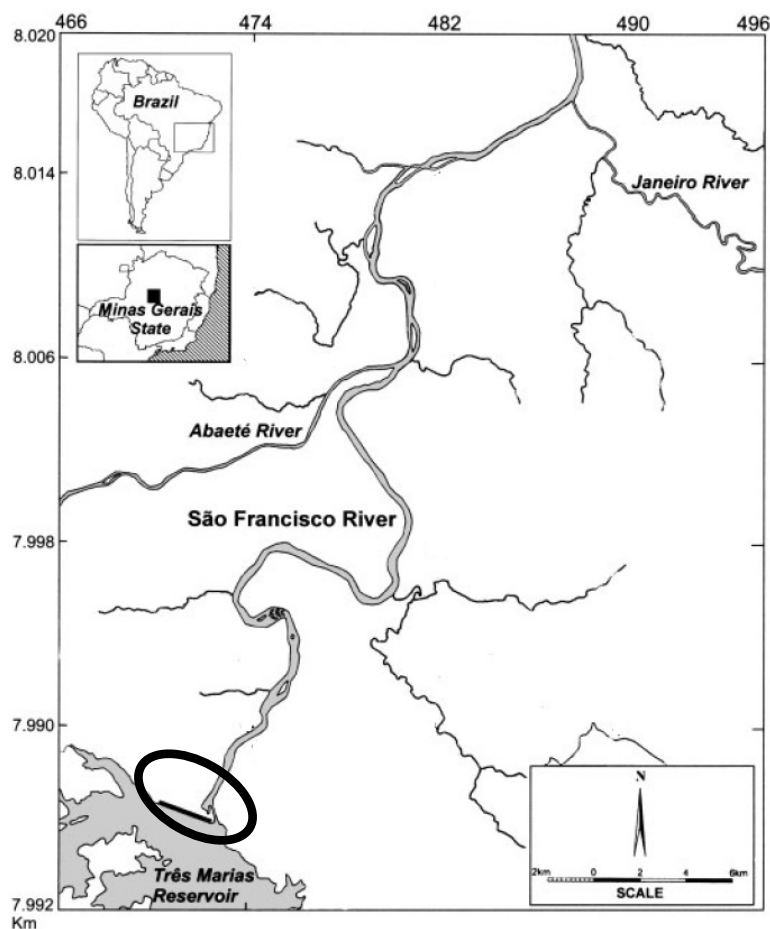 466 474 482 490 496
8.020
Brazil
8.014
Janeiro River
Minas Gerais
State
8.006
Abaeté River
São Francisco River
7.998
7.990
N
Três Marias
Reservoir
2km 0 2 4 6km
SCALE
7.992
Km